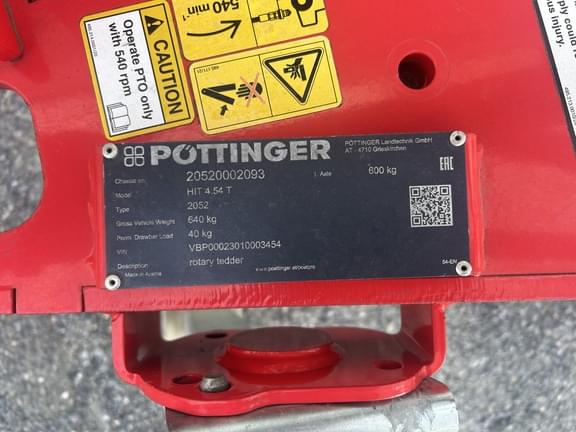 540 min⁻¹
CAUTION
Operate PTO only
with 540 rpm
PÖTTINGER
PÖTTINGER Landtechnik GmbH
AT - 4710 Grieskirchen
Chassis no. 20520002093 1. Axle 600 kg
EAC
Model HIT 4.54 T
Type 2052
Gross Vehicle Weight 640 kg
Perm. Drawbar Load 40 kg
VIN VBP00023010003454
Description rotary tedder
Made in Austria www.poettinger.at/poetpro 54-EN